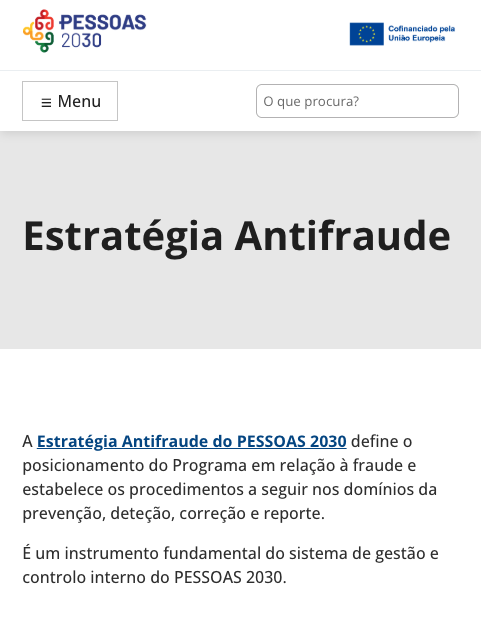 PESSOAS
2030
Cofinanciado pela
União Europeia
≡ Menu
O que procura?
Estratégia Antifraude
A Estratégia Antifraude do PESSOAS 2030 define o
posicionamento do Programa em relação à fraude e
estabelece os procedimentos a seguir nos domínios da
prevenção, deteção, correção e reporte.
É um instrumento fundamental do sistema de gestão e
controlo interno do PESSOAS 2030.